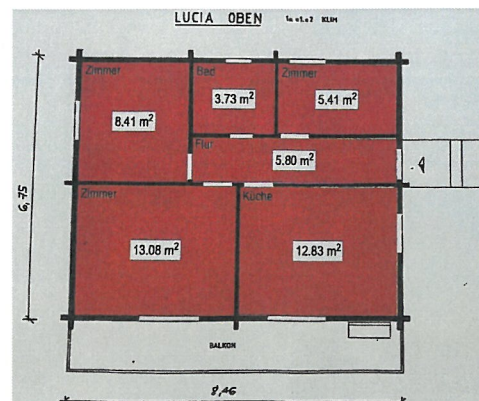 LUCIA OBEN
Zimmer
Bad
Zimmer
8.41 m²
3.73 m²
5.41 m²
Flur
5.80 m²
6,75
Zimmer
Küche
13.08 m²
12.83 m²
BALKON
8,46